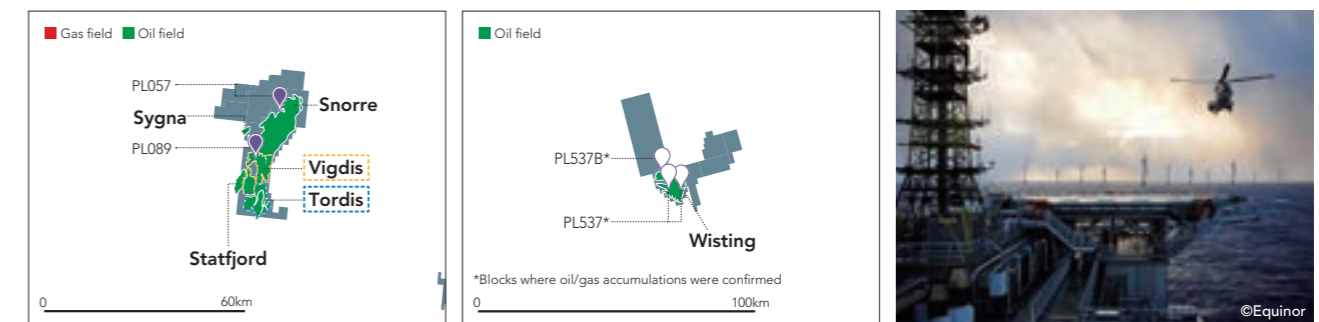 Gas field Oil field
PL057
Snorre
Sygna
PL089
Vigdis
Tordis
Statfjord
0 60km
Oil field
PL537B*
PL537*
Wisting
*Blocks where oil/gas accumulations were confirmed
0 100km
©Equinor